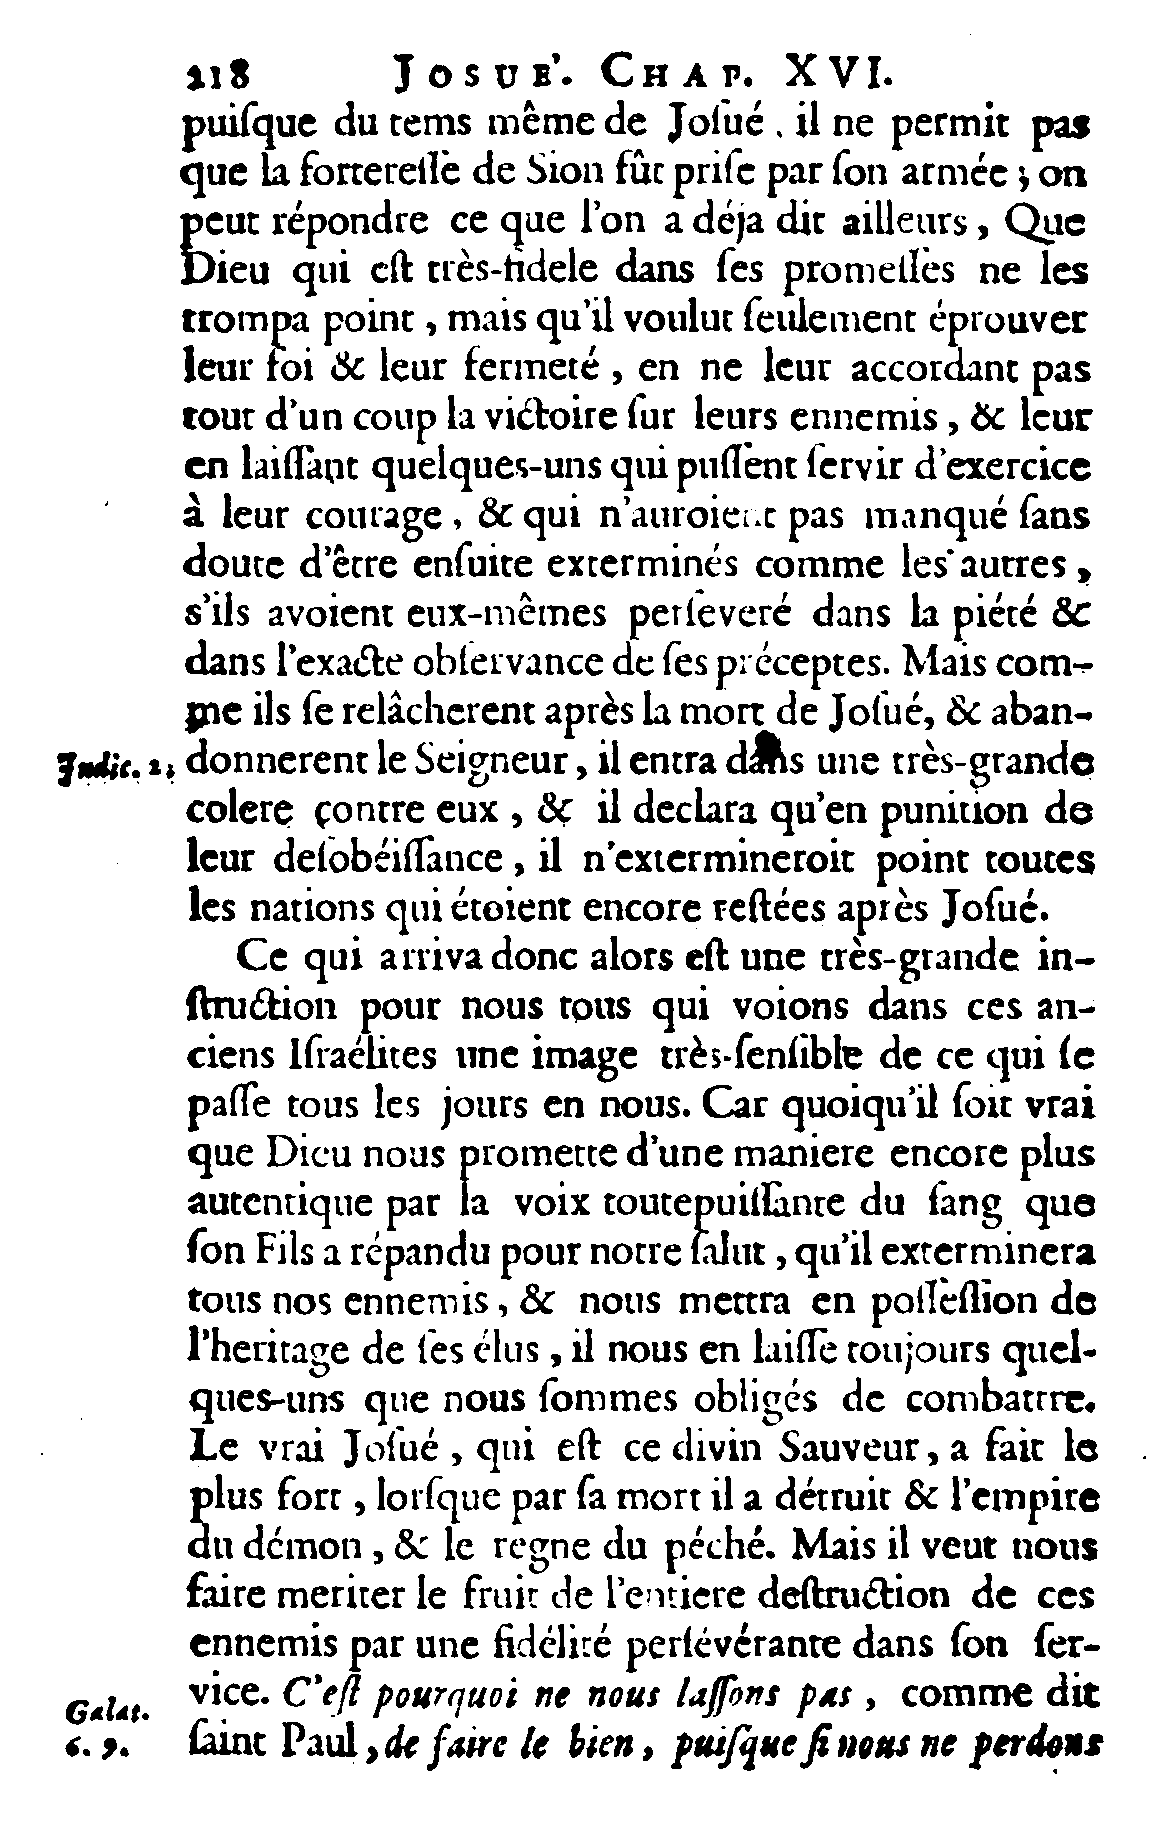 218 JOSUE'. CHAP. XVI.
puiſque du tems même de Joſué, il ne permit pas
que la fortereſſe de Sion fût priſe par ſon armée ; on
peut répondre ce que l'on a déja dit ailleurs, Que
Dieu qui eſt très-fidele dans ſes promeſſes ne les
trompa point, mais qu'il voulut ſeulement éprouver
leur foi & leur fermeté, en ne leur accordant pas
tout d'un coup la victoire ſur leurs ennemis, & leur
en laiſſant quelques-uns qui puſſent ſervir d'exercice
à leur courage, & qui n'auroient pas manqué ſans
doute d'être enſuite exterminés comme les autres,
s'ils avoient eux-mêmes perſeveré dans la piété &
dans l'exacte obſervance de ſes préceptes. Mais com-
me ils ſe relâcherent après la mort de Joſué, & aban-
Judic. 2. donnerent le Seigneur, il entra dans une très-grande
colere contre eux, & il declara qu'en punition de
leur deſobéiſſance, il n'extermineroit point toutes
les nations qui étoient encore reſtées après Joſué.
Ce qui arriva donc alors eſt une très-grande in-
ſtruction pour nous tous qui voions dans ces an-
ciens Iſraélites une image très-ſenſible de ce qui ſe
paſſe tous les jours en nous. Car quoiqu'il ſoit vrai
que Dieu nous promette d'une maniere encore plus
autentique par la voix toutepuiſſante du ſang que
ſon Fils a répandu pour notre ſalut, qu'il exterminera
tous nos ennemis, & nous mettra en poſſeſſion de
l'heritage de ſes élus, il nous en laiſſe toujours quel-
ques-uns que nous ſommes obligés de combattre.
Le vrai Joſué, qui eſt ce divin Sauveur, a fait le
plus fort, lorſque par ſa mort il a détruit & l'empire
du démon, & le regne du péché. Mais il veut nous
faire meriter le fruit de l'entiere deſtruction de ces
ennemis par une fidélité perſévérante dans ſon ſer-
Galat. vice. C'eſt pourquoi ne nous laſſons pas, comme dit
6. 9. ſaint Paul, de faire le bien, puiſque ſi nous ne perdons